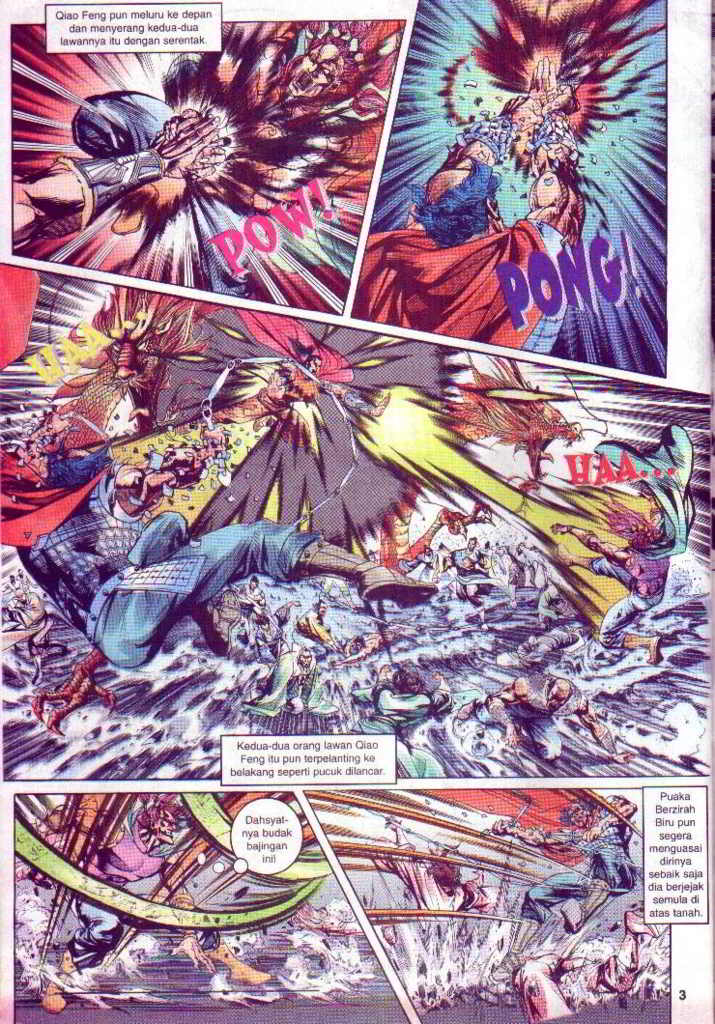 Qiao Feng pun meluru ke depan
dan menyerang kedua-dua
lawannya itu dengan serentak.
POW!
PONG!
HAA...
HAA...
Kedua-dua orang lawan Qiao
Feng itu pun terpelanting ke
belakang seperti pucuk dilancar.
Dahsyat-
nya budak
bajingan
ini!
Puaka
Berzirah
Biru pun
segera
menguasai
dirinya
sebaik saja
dia berjejak
semula di
atas tanah.
3